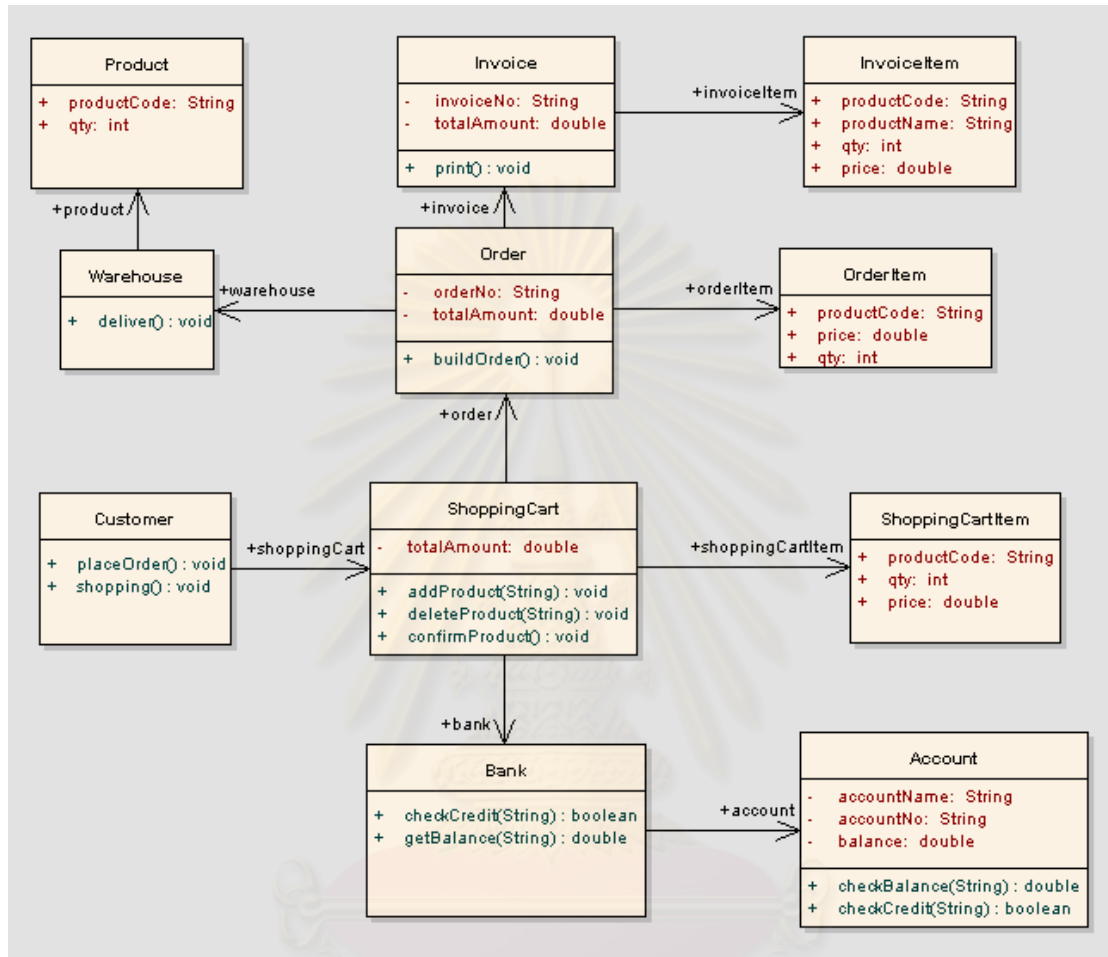 Product
+ productCode: String
+ qty: int
Invoice
- invoiceNo: String
- totalAmount: double
+ print() : void
+invoiceItem
InvoiceItem
+ productCode: String
+ productName: String
+ qty: int
+ price: double
+product
+invoice
Warehouse
+ deliver() : void
+warehouse
Order
- orderNo: String
- totalAmount: double
+ buildOrder() : void
+orderItem
OrderItem
+ productCode: String
+ price: double
+ qty: int
+order
Customer
+ placeOrder() : void
+ shopping() : void
+shoppingCart
ShoppingCart
- totalAmount: double
+ addProduct(String) : void
+ deleteProduct(String) : void
+ confirmProduct() : void
+shoppingCartItem
ShoppingCartItem
+ productCode: String
+ qty: int
+ price: double
+bank
Bank
+ checkCredit(String) : boolean
+ getBalance(String) : double
+account
Account
- accountName: String
- accountNo: String
- balance: double
+ checkBalance(String) : double
+ checkCredit(String) : boolean